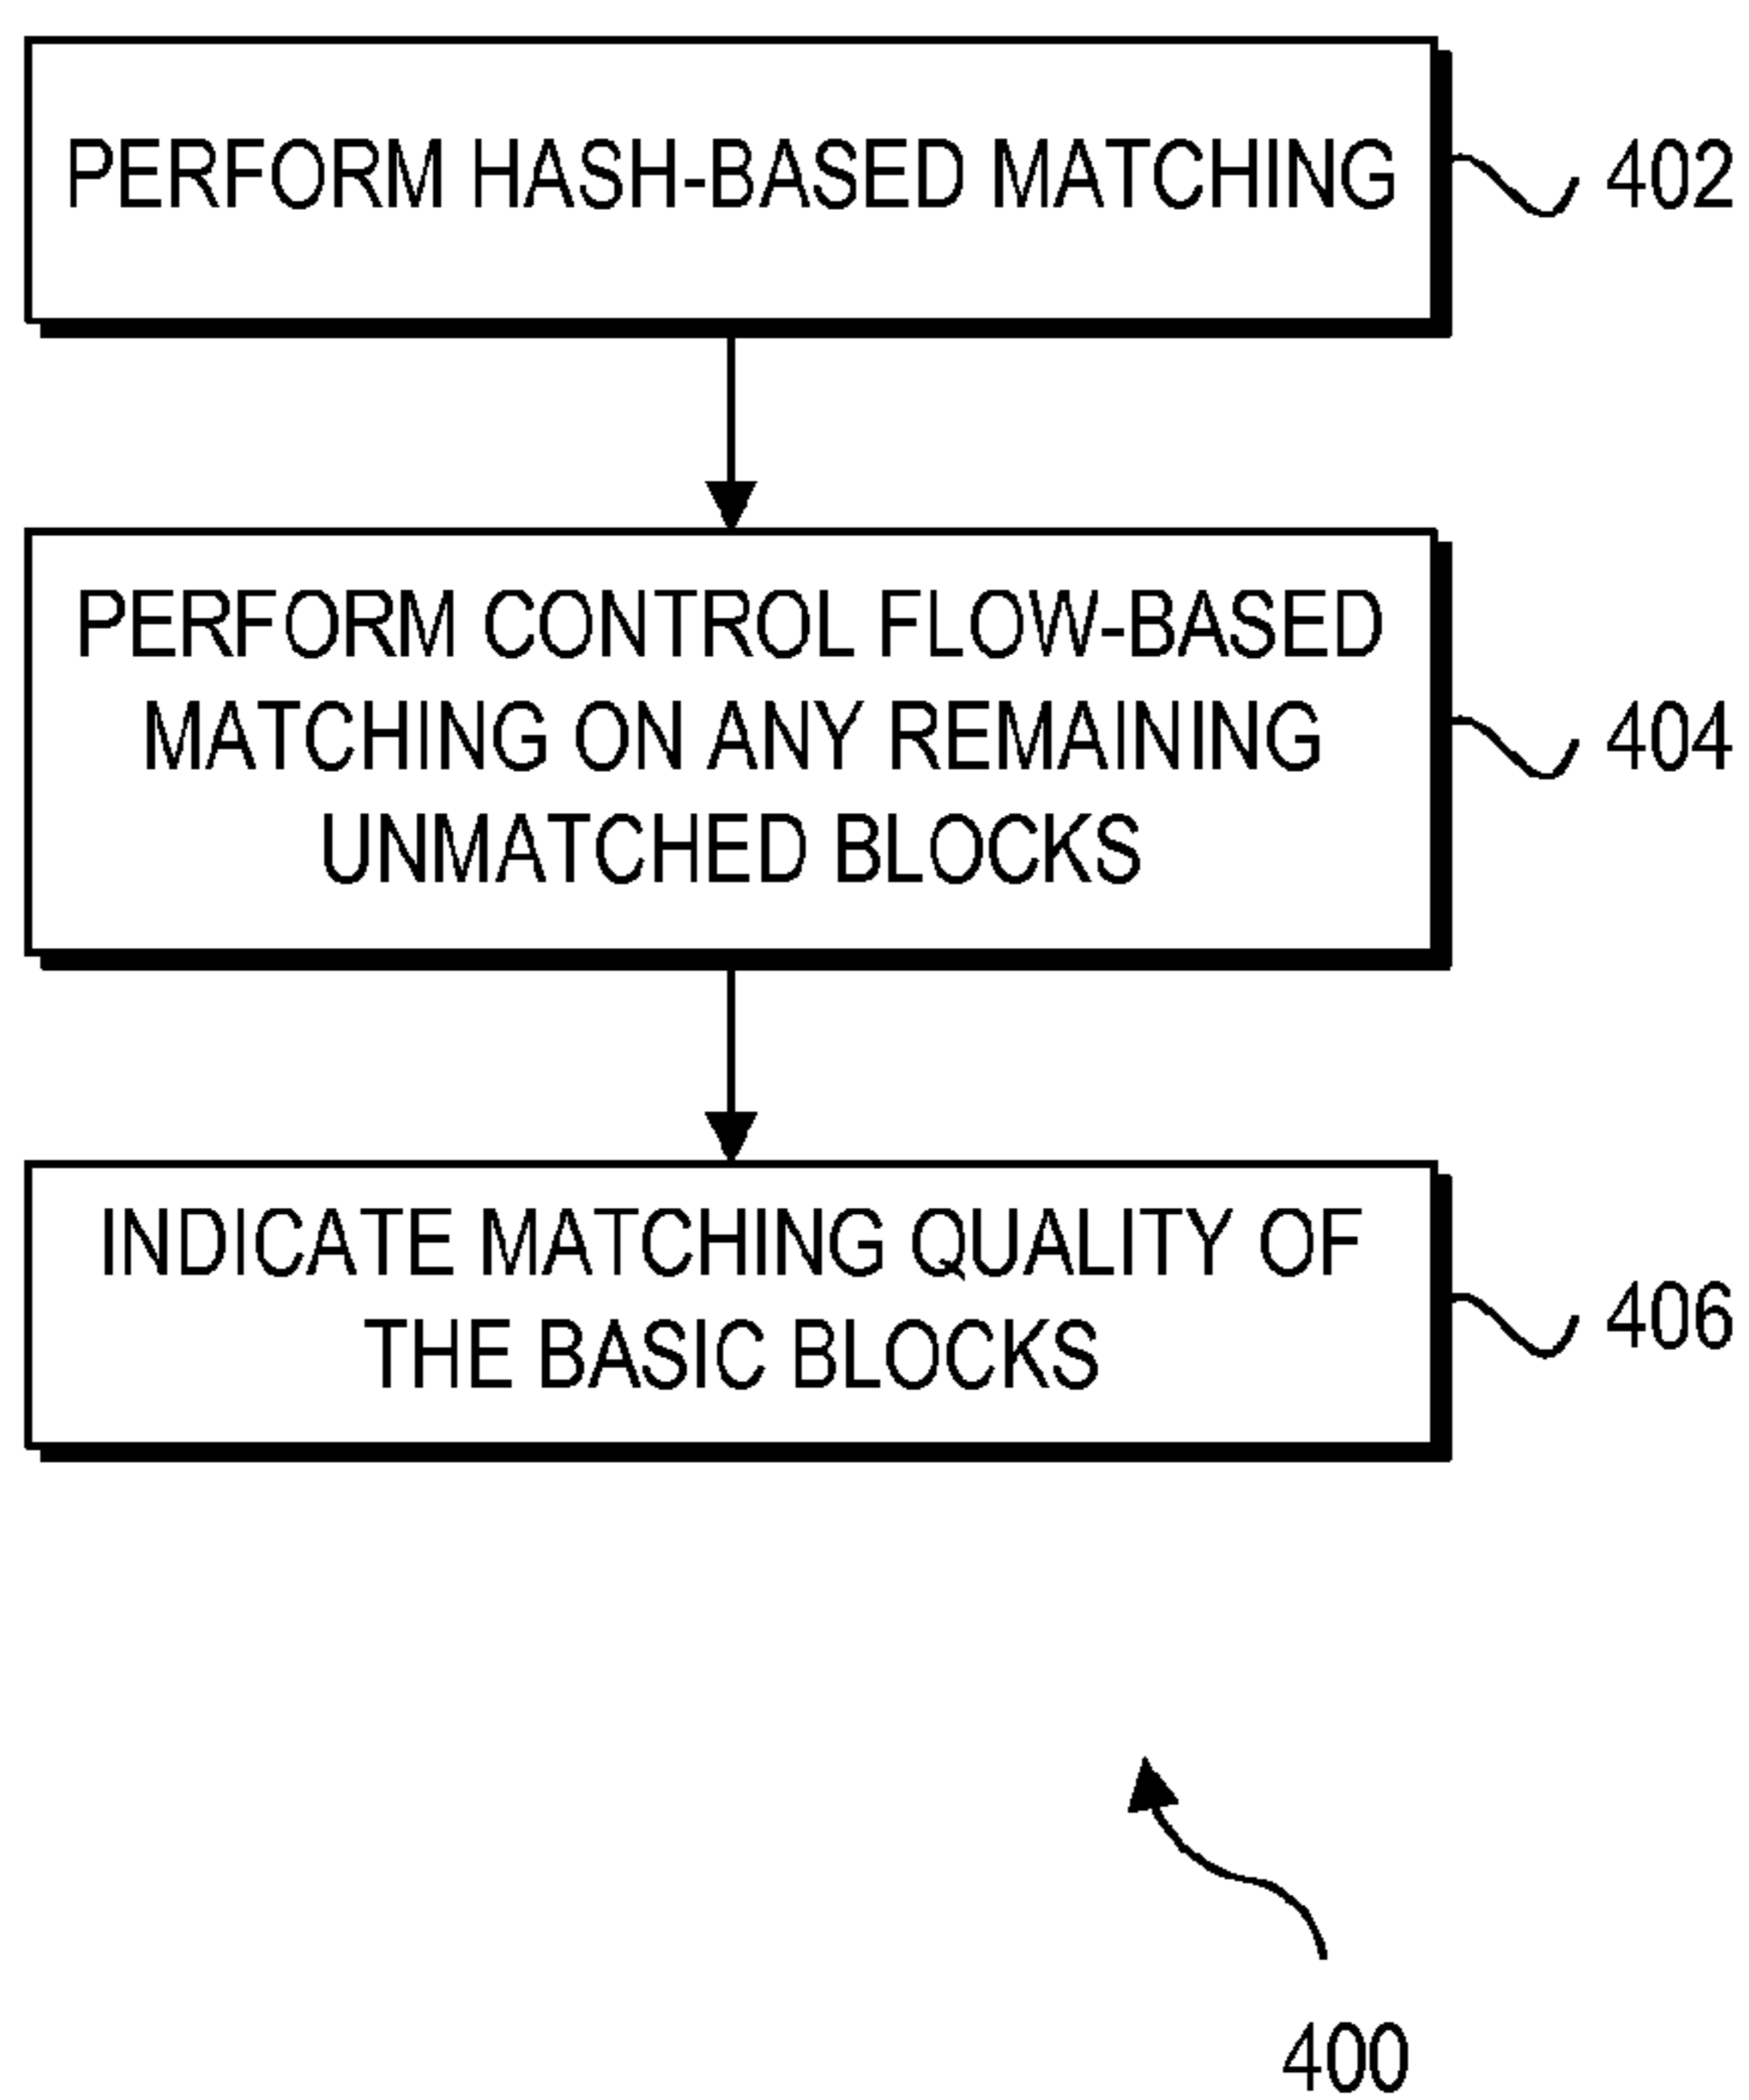 PERFORM HASH-BASED MATCHING
402
PERFORM CONTROL FLOW-BASED
MATCHING ON ANY REMAINING
UNMATCHED BLOCKS
404
INDICATE MATCHING QUALITY OF
THE BASIC BLOCKS
406
400